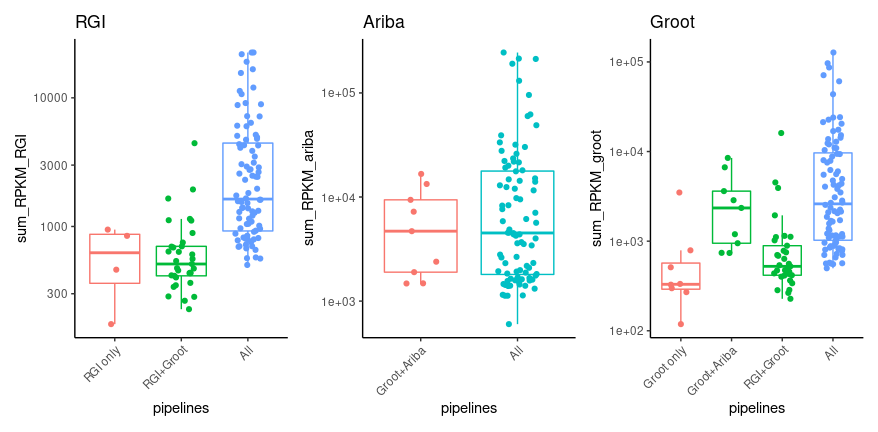 RGI
sum_RPKM_RGI
10000
3000
1000
300
RGI only
RGI+Groot
All
pipelines
Ariba
sum_RPKM_ariba
1e+05
1e+04
1e+03
Groot+Ariba
All
pipelines
Groot
sum_RPKM_groot
1e+05
1e+04
1e+03
1e+02
Groot only
Groot+Ariba
RGI+Groot
All
pipelines